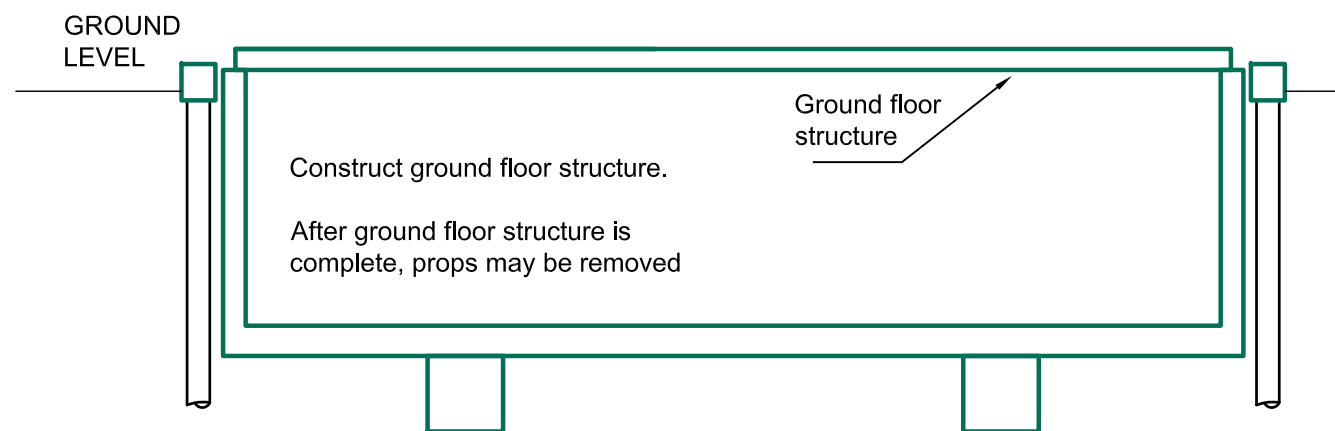 GROUND
LEVEL
Ground floor
structure
Construct ground floor structure.
After ground floor structure is
complete, props may be removed